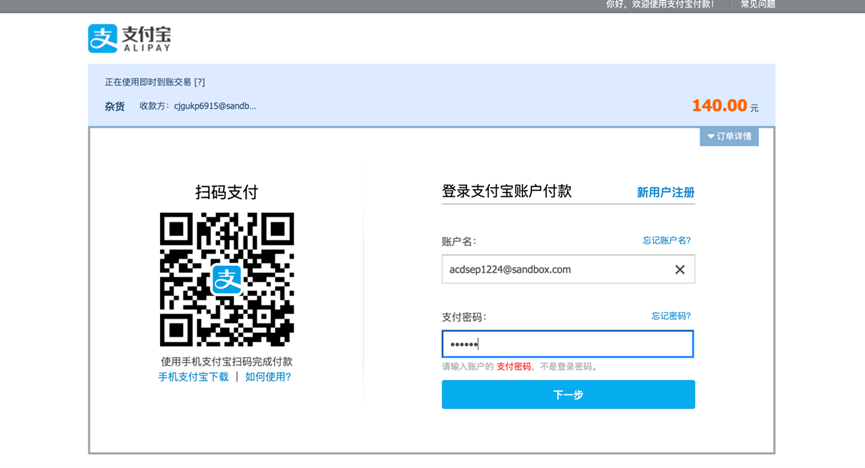 你好，欢迎使用支付宝付款！ 常见问题
支付宝
ALIPAY
正在使用即时到账交易 [?]
杂货 收款方：cjgukp6915@sandb... 140.00 元
订单详情
扫码支付
支
使用手机支付宝扫码完成付款
手机支付宝下载 | 如何使用?
登录支付宝账户付款 新用户注册
账户名： 忘记账户名?
acdsep1224@sandbox.com
支付密码： 忘记密码?
••••••
请输入账户的 支付密码，不是登录密码。
下一步